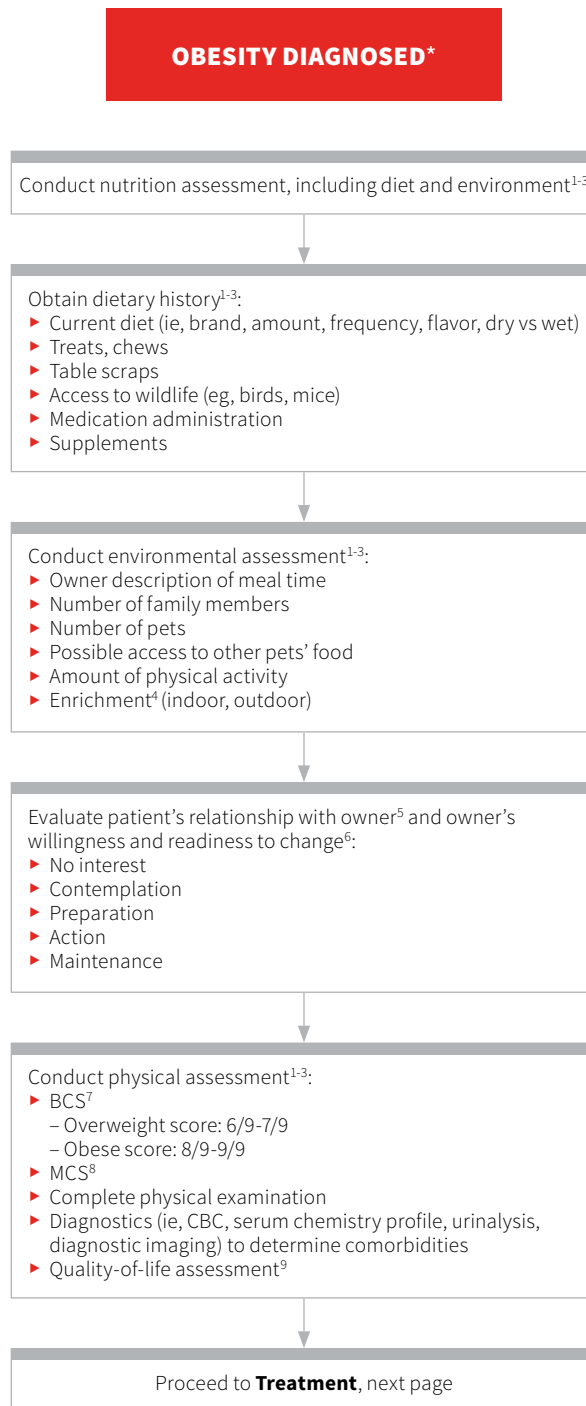 OBESITY DIAGNOSED*
Conduct nutrition assessment, including diet and environment1-3
Obtain dietary history1-3:
▶ Current diet (ie, brand, amount, frequency, flavor, dry vs wet)
▶ Treats, chews
▶ Table scraps
▶ Access to wildlife (eg, birds, mice)
▶ Medication administration
▶ Supplements
Conduct environmental assessment1-3:
▶ Owner description of meal time
▶ Number of family members
▶ Number of pets
▶ Possible access to other pets’ food
▶ Amount of physical activity
▶ Enrichment4 (indoor, outdoor)
Evaluate patient’s relationship with owner5 and owner’s
willingness and readiness to change6:
▶ No interest
▶ Contemplation
▶ Preparation
▶ Action
▶ Maintenance
Conduct physical assessment1-3:
▶ BCS7
– Overweight score: 6/9-7/9
– Obese score: 8/9-9/9
▶ MCS8
▶ Complete physical examination
▶ Diagnostics (ie, CBC, serum chemistry profile, urinalysis,
diagnostic imaging) to determine comorbidities
▶ Quality-of-life assessment9
Proceed to Treatment, next page